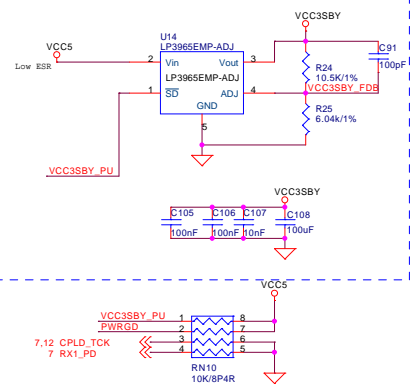 U14
LP3965EMP-ADJ
VCC5
Low ESR
2 Vin Vout 3
LP3965EMP-ADJ
1 SD ADJ 4
GND
5
VCC3SBY
C91
100pF
R24
10.5K/1%
VCC3SBY_FDB
R25
6.04k/1%
VCC3SBY_PU
VCC3SBY
C105 C106 C107 C108
100nF 100nF 10nF 100uF
VCC5
VCC3SBY_PU 1 8
PWRGD 2 7
7,12 CPLD_TCK 3 6
7 RX1_PD 4 5
RN10
10K/8P4R